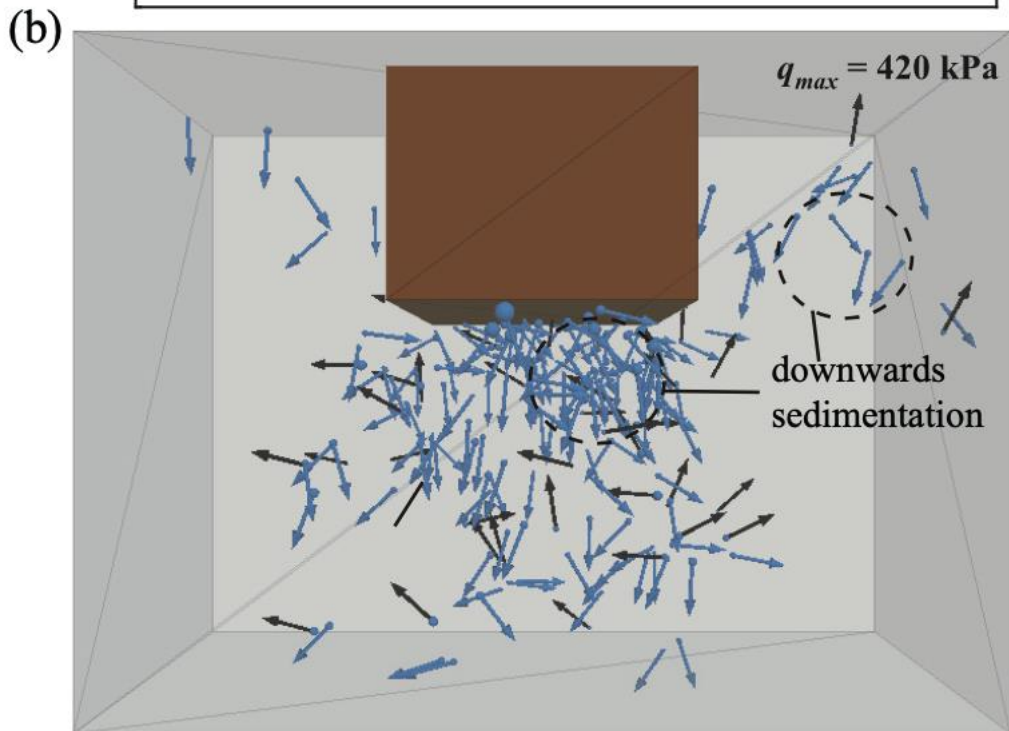 (b)
q_max = 420 kPa
downwards
sedimentation